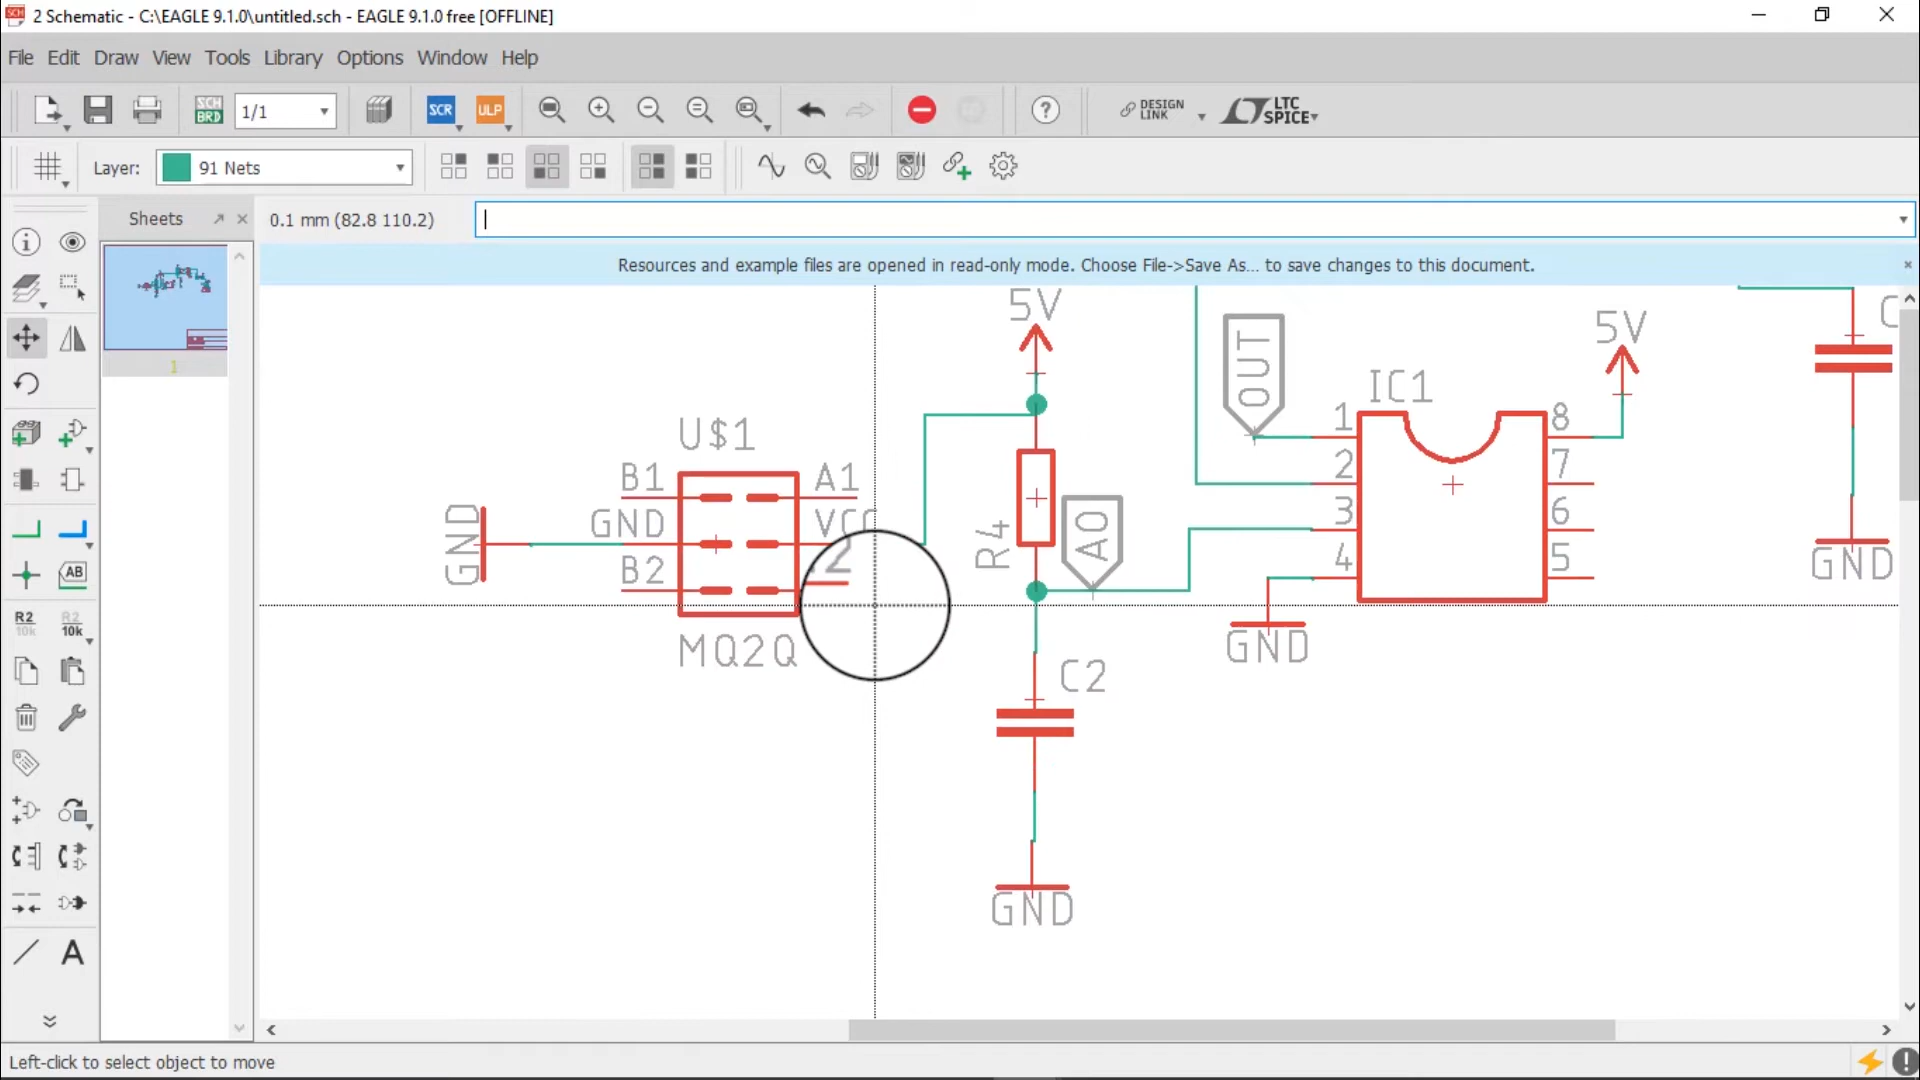 2 Schematic - C:\EAGLE 9.1.0\untitled.sch - EAGLE 9.1.0 free [OFFLINE]
File Edit Draw View Tools Library Options Window Help
SCH BRD 1/1 SCR ULP DESIGN LINK LTC SPICE
Layer: 91 Nets
Sheets
0.1 mm (82.8 110.2)
Resources and example files are opened in read-only mode. Choose File->Save As... to save changes to this document.
1
5V
OUT
5V
C
IC1
U$1
1 8
2 7
3 6
4 5
B1 A1
GND VCC
B2 2
GND
R4
A0
GND
GND
MQ2Q
C2
GND
AB
R2
10k
R2
10k
A
Left-click to select object to move